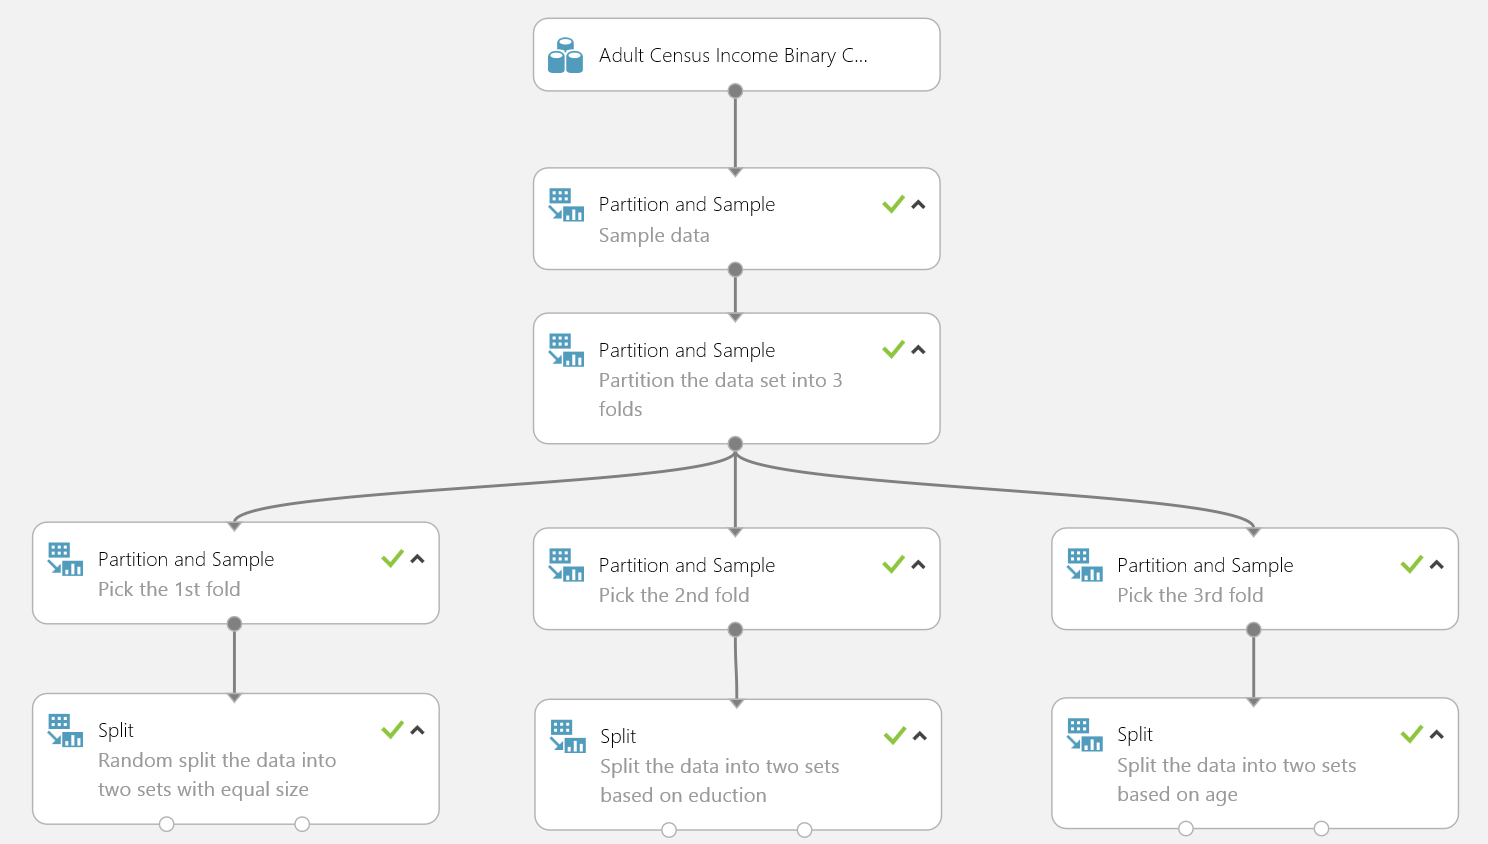 Adult Census Income Binary C...
Partition and Sample
Sample data
Partition and Sample
Partition the data set into 3
folds
Partition and Sample
Pick the 1st fold
Partition and Sample
Pick the 2nd fold
Partition and Sample
Pick the 3rd fold
Split
Random split the data into
two sets with equal size
Split
Split the data into two sets
based on eduction
Split
Split the data into two sets
based on age